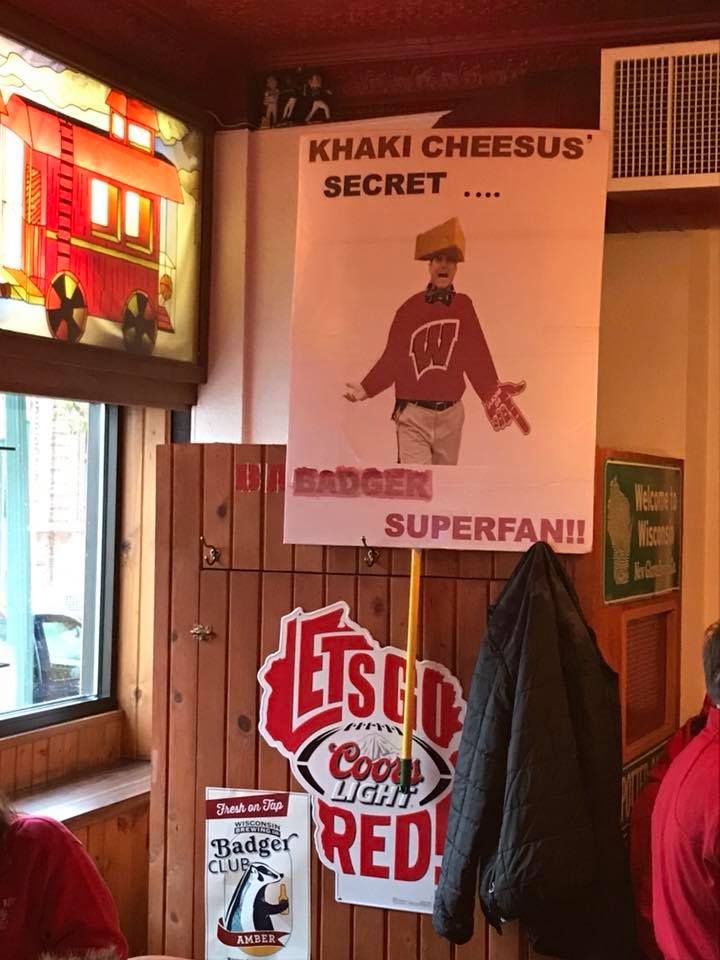 KHAKI CHEESUS'
SECRET ....
W
BADGER
SUPERFAN!!
Welcome to
Wisconsin
LET'S GO
Coors
LIGHT
RED!
Fresh on Tap
WISCONSIN
BREWING CO
Badger
CLUB
AMBER